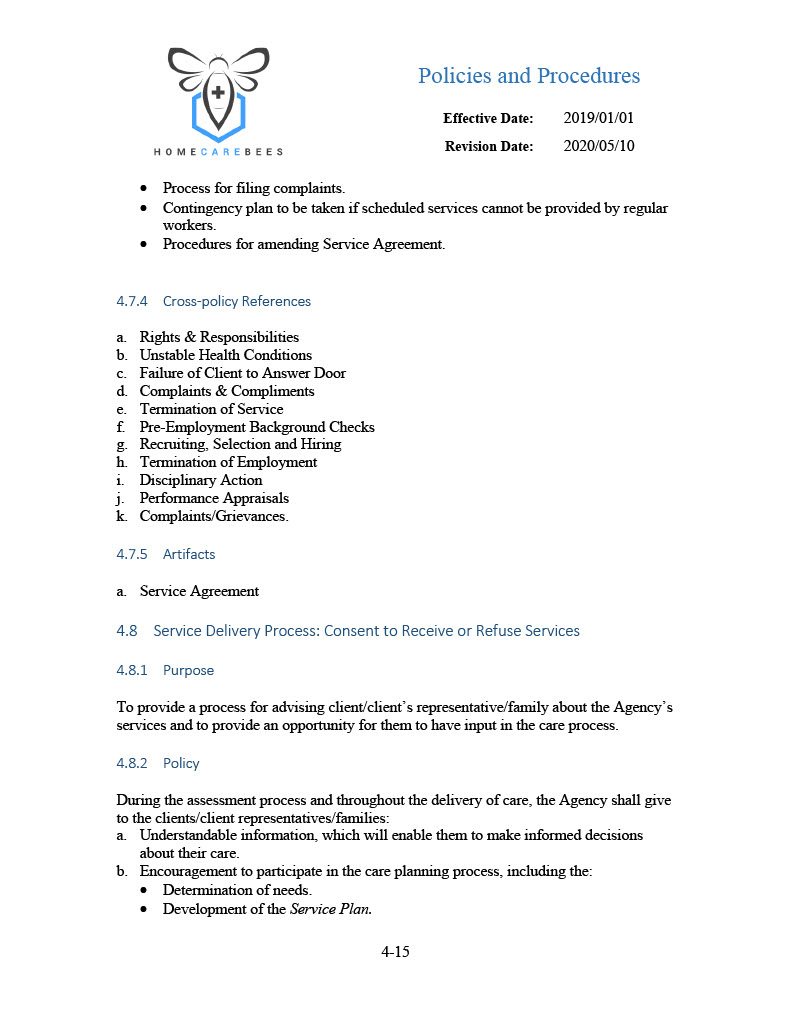 Policies and Procedures
Effective Date: 2019/01/01
Revision Date: 2020/05/10
HOMECAREBEES
• Process for filing complaints.
• Contingency plan to be taken if scheduled services cannot be provided by regular
workers.
• Procedures for amending Service Agreement.
4.7.4 Cross-policy References
a. Rights & Responsibilities
b. Unstable Health Conditions
c. Failure of Client to Answer Door
d. Complaints & Compliments
e. Termination of Service
f. Pre-Employment Background Checks
g. Recruiting, Selection and Hiring
h. Termination of Employment
i. Disciplinary Action
j. Performance Appraisals
k. Complaints/Grievances.
4.7.5 Artifacts
a. Service Agreement
4.8 Service Delivery Process: Consent to Receive or Refuse Services
4.8.1 Purpose
To provide a process for advising client/client’s representative/family about the Agency’s
services and to provide an opportunity for them to have input in the care process.
4.8.2 Policy
During the assessment process and throughout the delivery of care, the Agency shall give
to the clients/client representatives/families:
a. Understandable information, which will enable them to make informed decisions
about their care.
b. Encouragement to participate in the care planning process, including the:
• Determination of needs.
• Development of the Service Plan.
4-15